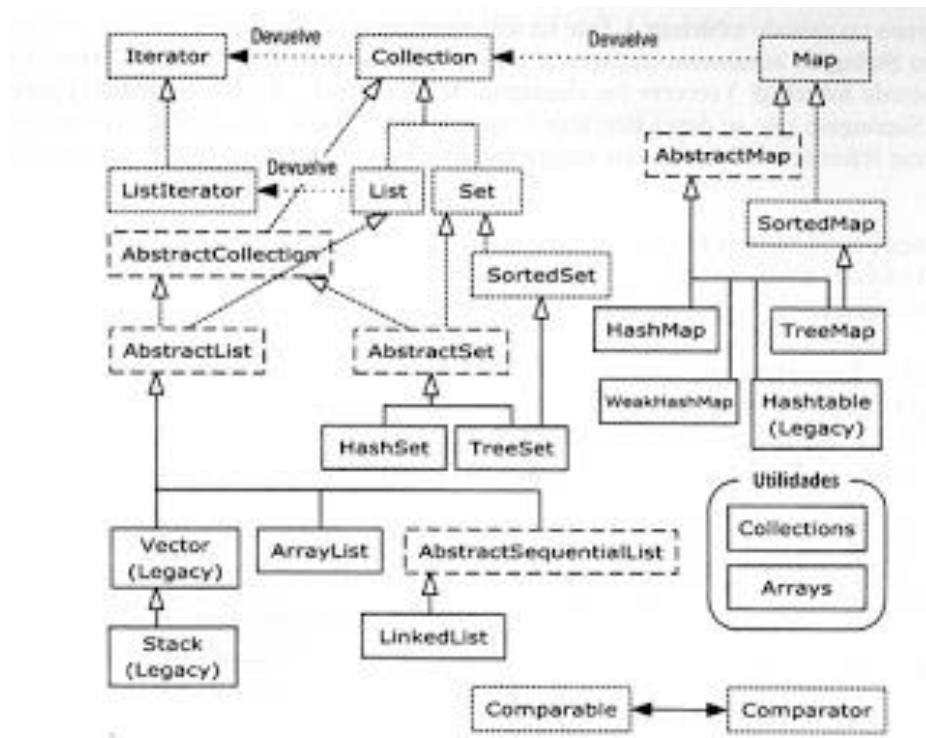 Devuelve
Devuelve
Iterator
Collection
Map
AbstractMap
Devuelve
ListIterator
List
Set
SortedMap
AbstractCollection
SortedSet
HashMap
TreeMap
AbstractList
AbstractSet
WeakHashMap
Hashtable
(Legacy)
HashSet
TreeSet
Utilidades
Collections
Vector
(Legacy)
ArrayList
AbstractSequentialList
Arrays
Stack
(Legacy)
LinkedList
Comparable
Comparator